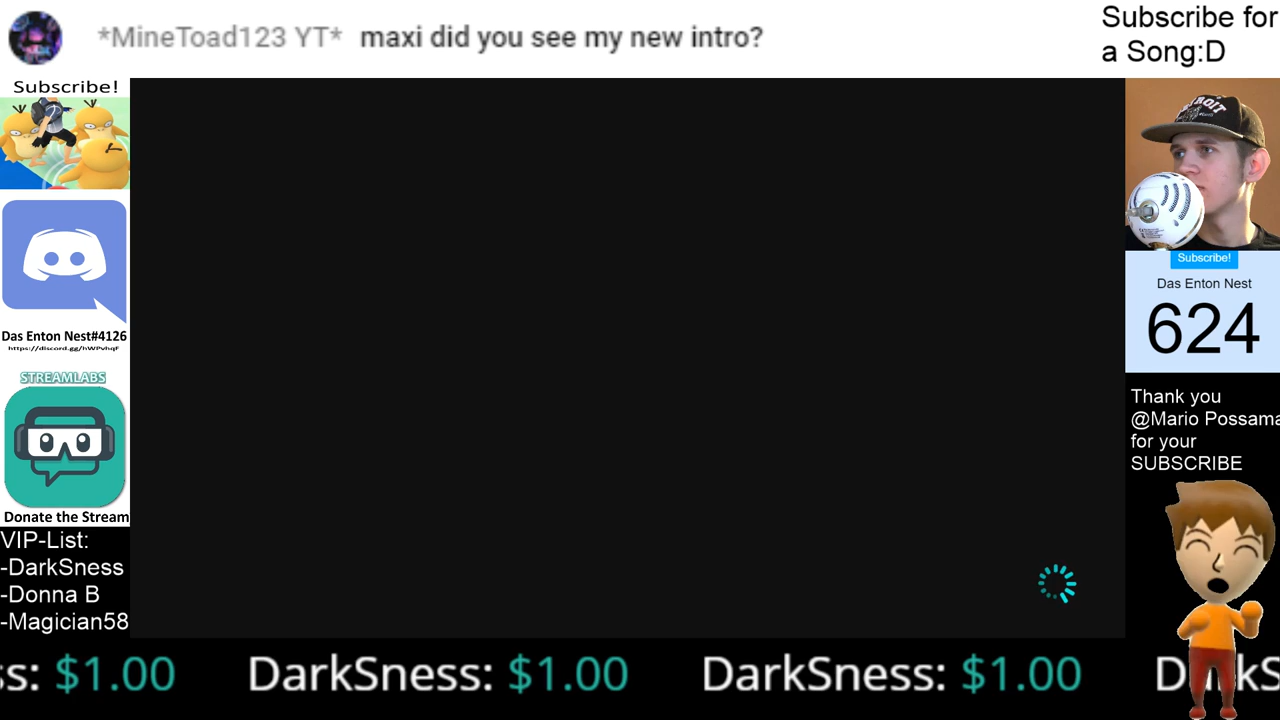 *MineToad123 YT* maxi did you see my new intro?
Subscribe for
a Song:D
Subscribe!
Das Enton Nest#4126
STREAMLABS
Donate the Stream
VIP-List:
-DarkSness
-Donna B
-Magician58
Subscribe!
Das Enton Nest
624
Thank you
@Mario Possama
for your
SUBSCRIBE
ss: $1.00 DarkSness: $1.00 DarkSness: $1.00